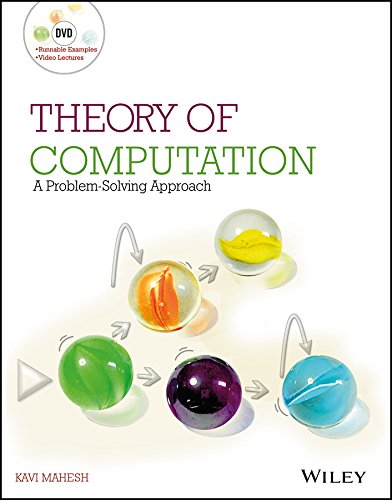 DVD
•Runnable Examples
•Video Lectures
THEORY OF
COMPUTATION
A Problem-Solving Approach
KAVI MAHESH
WILEY